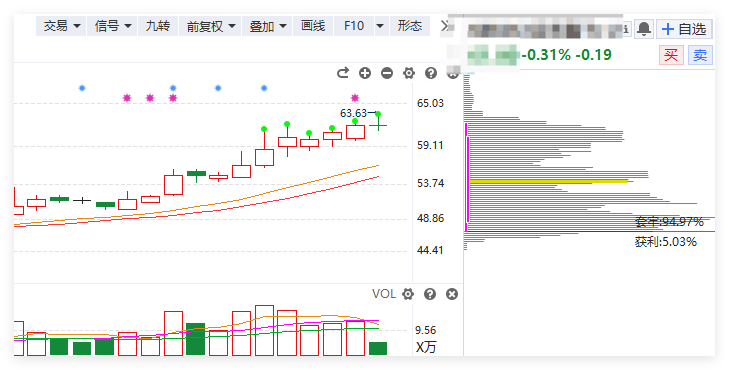 交易 信号 九转 前复权 叠加 画线 F10 形态
自选
-0.31% -0.19
买 卖
63.63
65.03
59.11
53.74
48.86
44.41
套牢:94.97%
获利:5.03%
VOL
9.56
X万